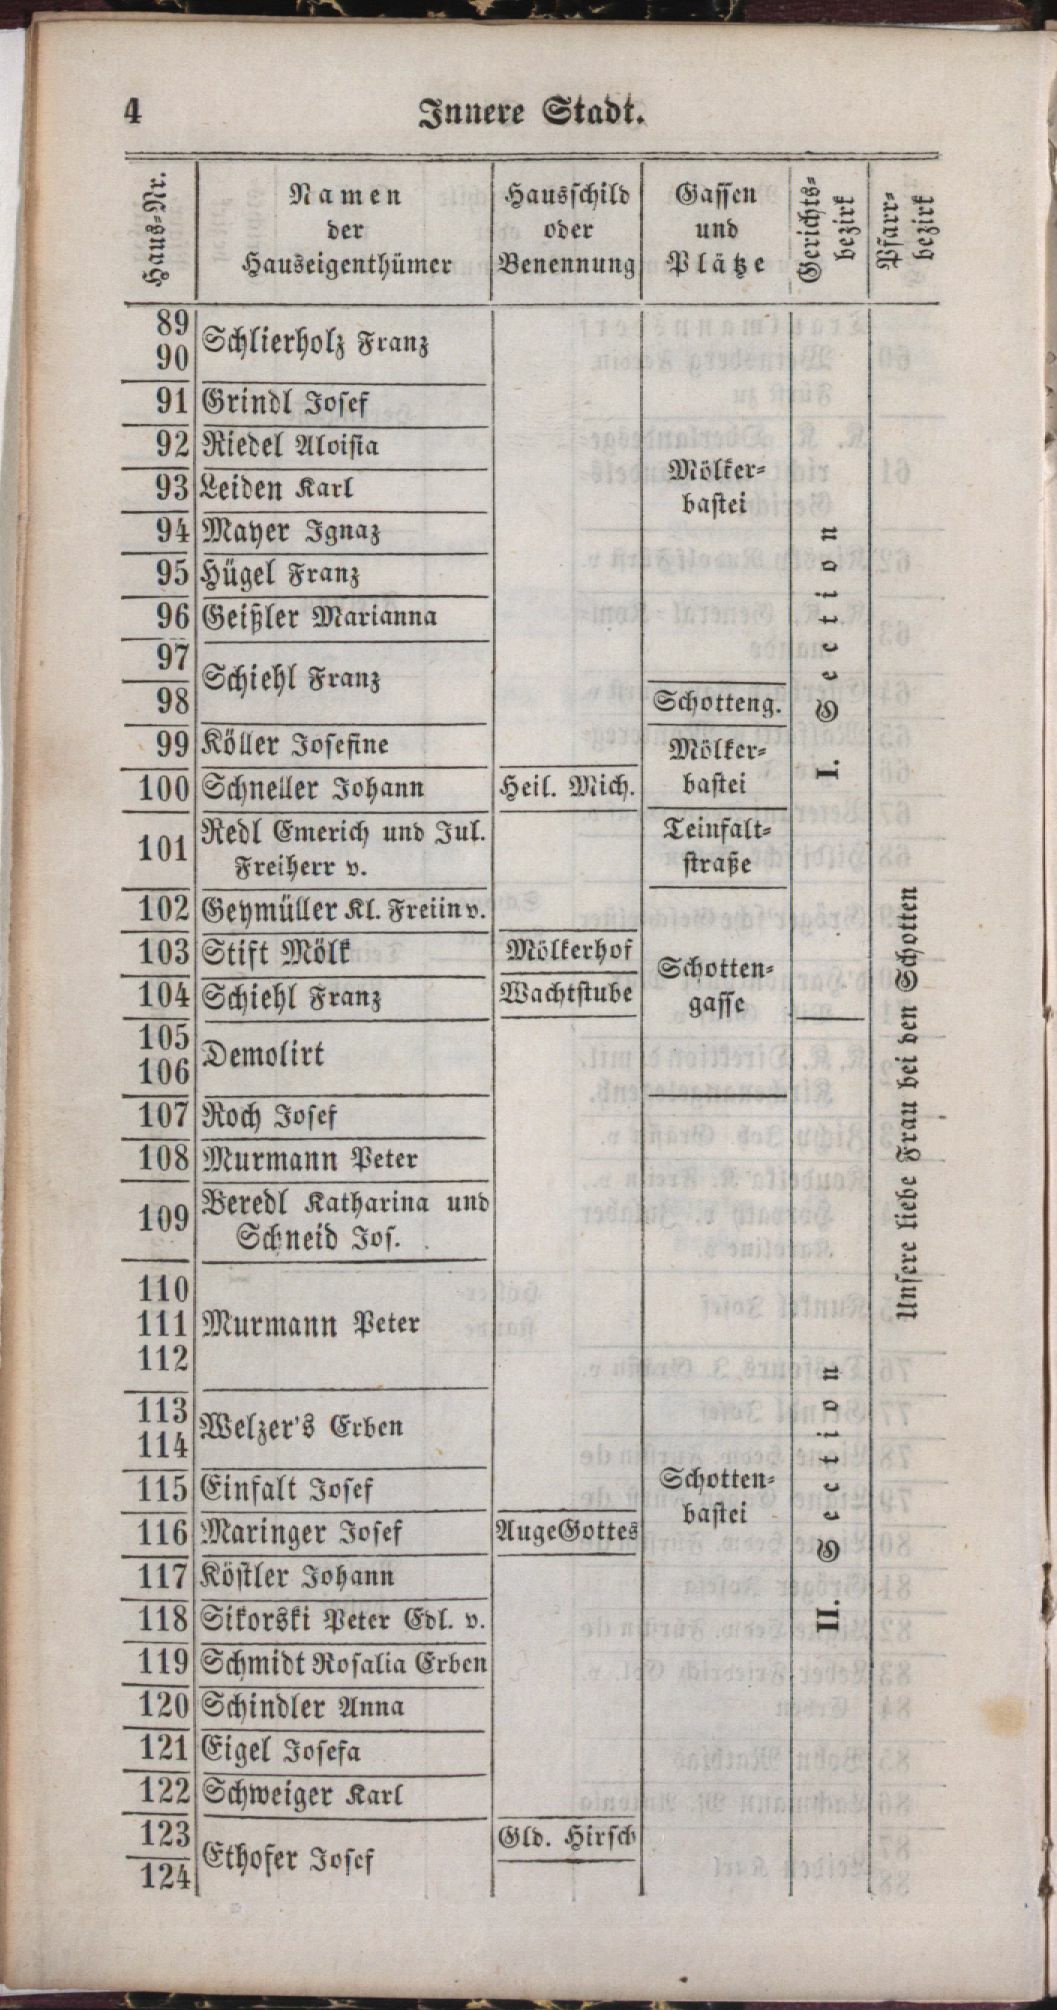 4
Innere Stadt.
Haus-Nr.
Namen
der
Hauseigenthümer
Hausschild
oder
Benennung
Gassen
und
Plätze
Gerichts-
bezirk
Pfarr-
bezirk
89
90
Schlierholz Franz
91 Grindl Josef
92 Riedel Aloisia
93 Leiden Karl
Mölker-
bastei
94 Mayer Ignaz
95 Hügel Franz
96 Geißler Marianna
97
98
Schiehl Franz
Schotteng.
99 Köller Josefine
Mölker-
bastei
100 Schneller Johann Heil. Mich.
101 Redl Emerich und Jul.
Freiherr v.
Teinfalt-
straße
102 Geymüller Kl. Freiin v.
103 Stift Mölk Mölkerhof
104 Schiehl Franz Wachtstube
Schotten-
gasse
I. Section
105
106
Demolirt
107 Roch Josef
108 Murmann Peter
109 Beredl Katharina und
Schneid Jos.
110
111
112
Murmann Peter
113
114
Welzer's Erben
115 Einfalt Josef
Schotten-
bastei
116 Maringer Josef AugeGottes
117 Köstler Johann
118 Sikorski Peter Edl. v.
119 Schmidt Rosalia Erben
120 Schindler Anna
121 Eigel Josefa
122 Schweiger Karl
123
124
Ethofer Josef
Gld. Hirsch
II. Section
Unsere liebe Frau bei den Schotten